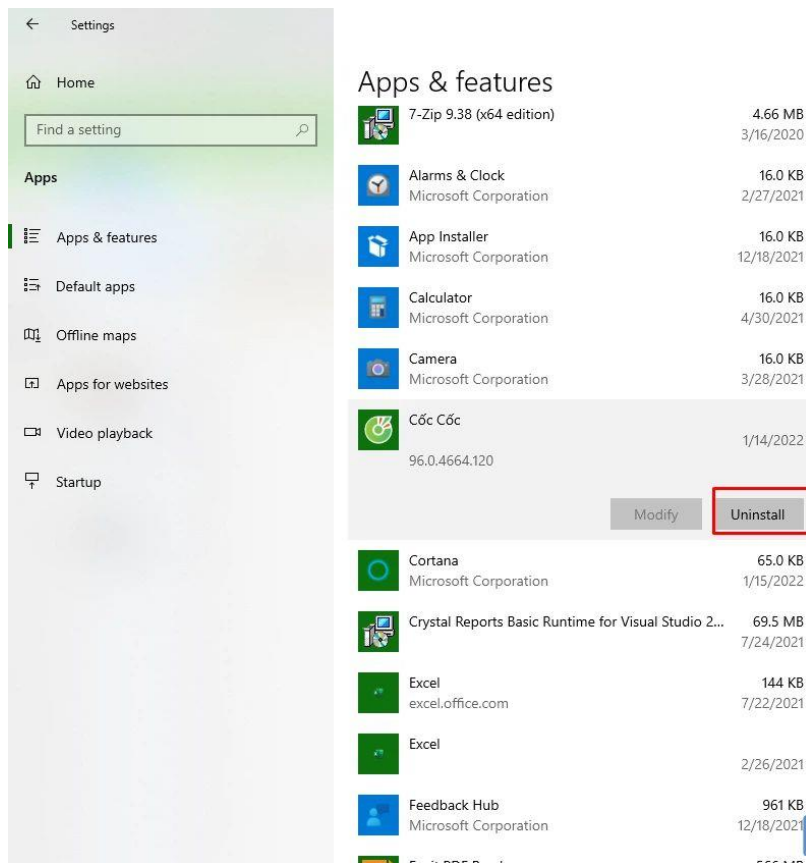 Settings
Home
Find a setting
Apps
Apps & features
Default apps
Offline maps
Apps for websites
Video playback
Startup
Apps & features
7-Zip 9.38 (x64 edition) 4.66 MB
3/16/2020
Alarms & Clock 16.0 KB
Microsoft Corporation 2/27/2021
App Installer 16.0 KB
Microsoft Corporation 12/18/2021
Calculator 16.0 KB
Microsoft Corporation 4/30/2021
Camera 16.0 KB
Microsoft Corporation 3/28/2021
Cốc Cốc
1/14/2022
96.0.4664.120
Modify Uninstall
Cortana 65.0 KB
Microsoft Corporation 1/15/2022
Crystal Reports Basic Runtime for Visual Studio 2... 69.5 MB
7/24/2021
Excel 144 KB
excel.office.com 7/22/2021
Excel
2/26/2021
Feedback Hub 961 KB
Microsoft Corporation 12/18/2021